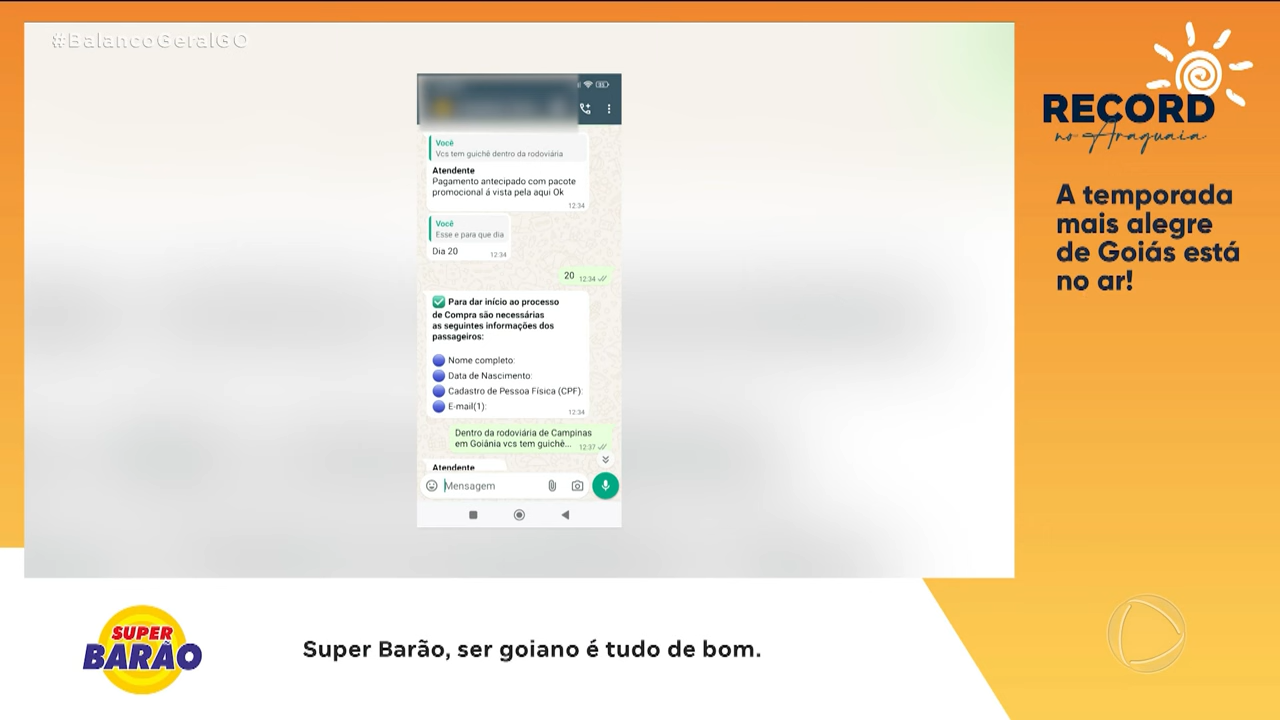 #BalancoGeralGO
Você
Vcs tem guichê dentro da rodoviária
Atendente
Pagamento antecipado com pacote
promocional á vista pela aqui Ok
12:34
Você
Esse e para que dia
Dia 20
12:34
20 12:34
Para dar início ao processo
de Compra são necessárias
as seguintes informações dos
passageiros:
Nome completo:
Data de Nascimento:
Cadastro de Pessoa Física (CPF):
E-mail(1):
12:34
Dentro da rodoviária de Campinas
em Goiânia vcs tem guichê...
12:37
Atendente
Mensagem
RECORD
no Araguaia
A temporada
mais alegre
de Goiás está
no ar!
SUPER
BARÃO
Super Barão, ser goiano é tudo de bom.